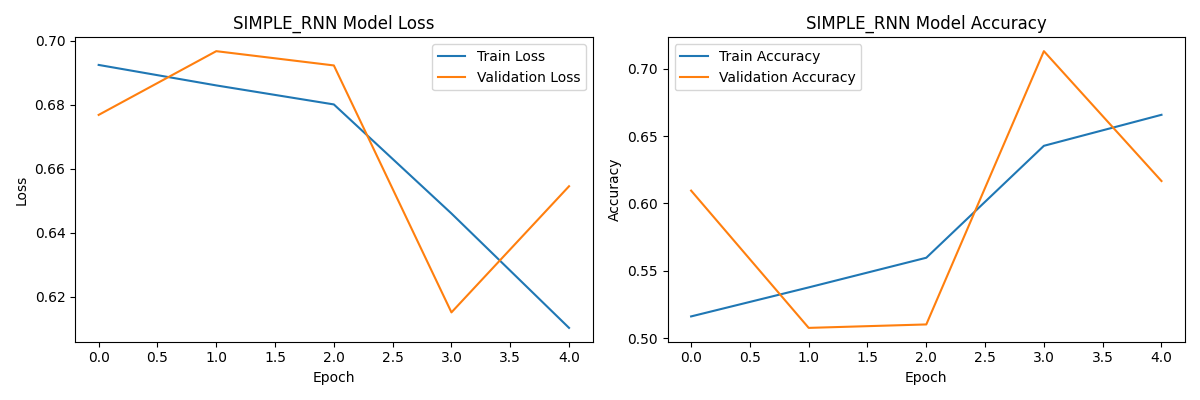 SIMPLE_RNN Model Loss
Train Loss
Validation Loss
0.70
0.68
0.66
0.64
0.62
Loss
0.0 0.5 1.0 1.5 2.0 2.5 3.0 3.5 4.0
Epoch
SIMPLE_RNN Model Accuracy
Train Accuracy
Validation Accuracy
0.70
0.65
0.60
0.55
0.50
Accuracy
0.0 0.5 1.0 1.5 2.0 2.5 3.0 3.5 4.0
Epoch